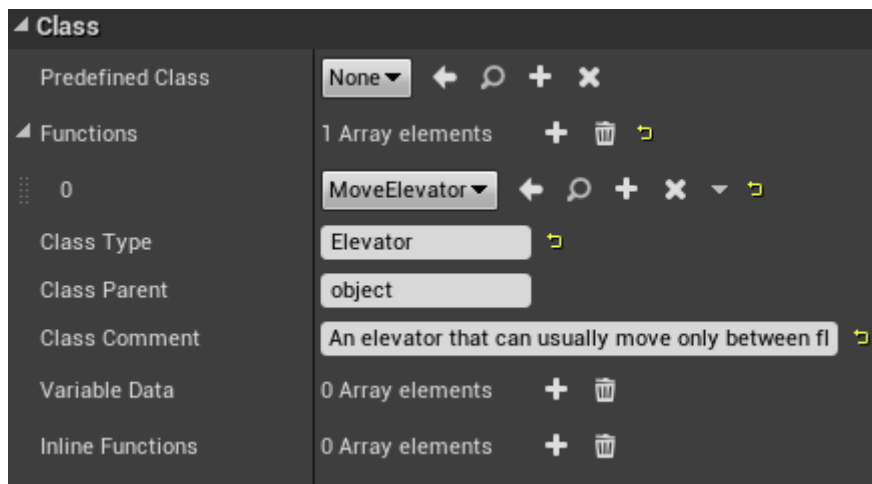 Class
Predefined Class None
Functions 1 Array elements
0 MoveElevator
Class Type Elevator
Class Parent object
Class Comment An elevator that can usually move only between fl
Variable Data 0 Array elements
Inline Functions 0 Array elements